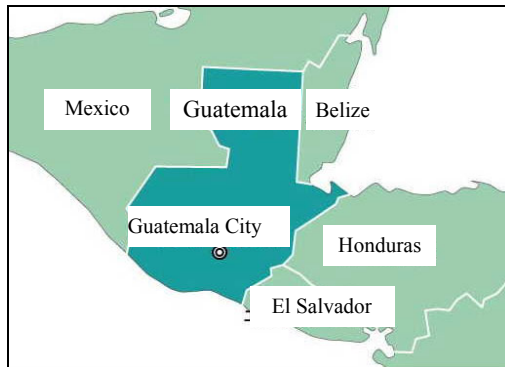 Mexico
Guatemala
Belize
Guatemala City
Honduras
El Salvador